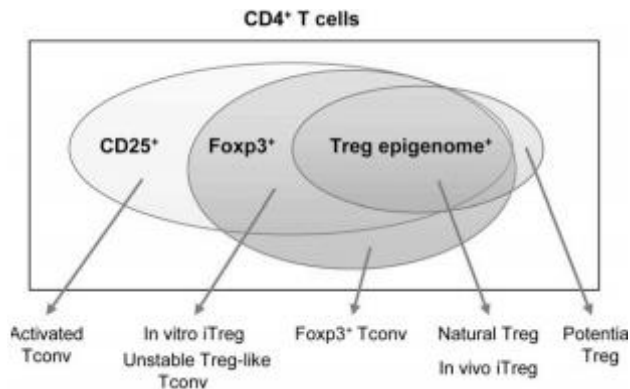 CD4⁺ T cells
CD25⁺
Foxp3⁺
Treg epigenome⁺
Activated
Tconv
In vitro iTreg
Unstable Treg-like
Tconv
Foxp3⁺ Tconv
Natural Treg
In vivo iTreg
Potentia
Treg